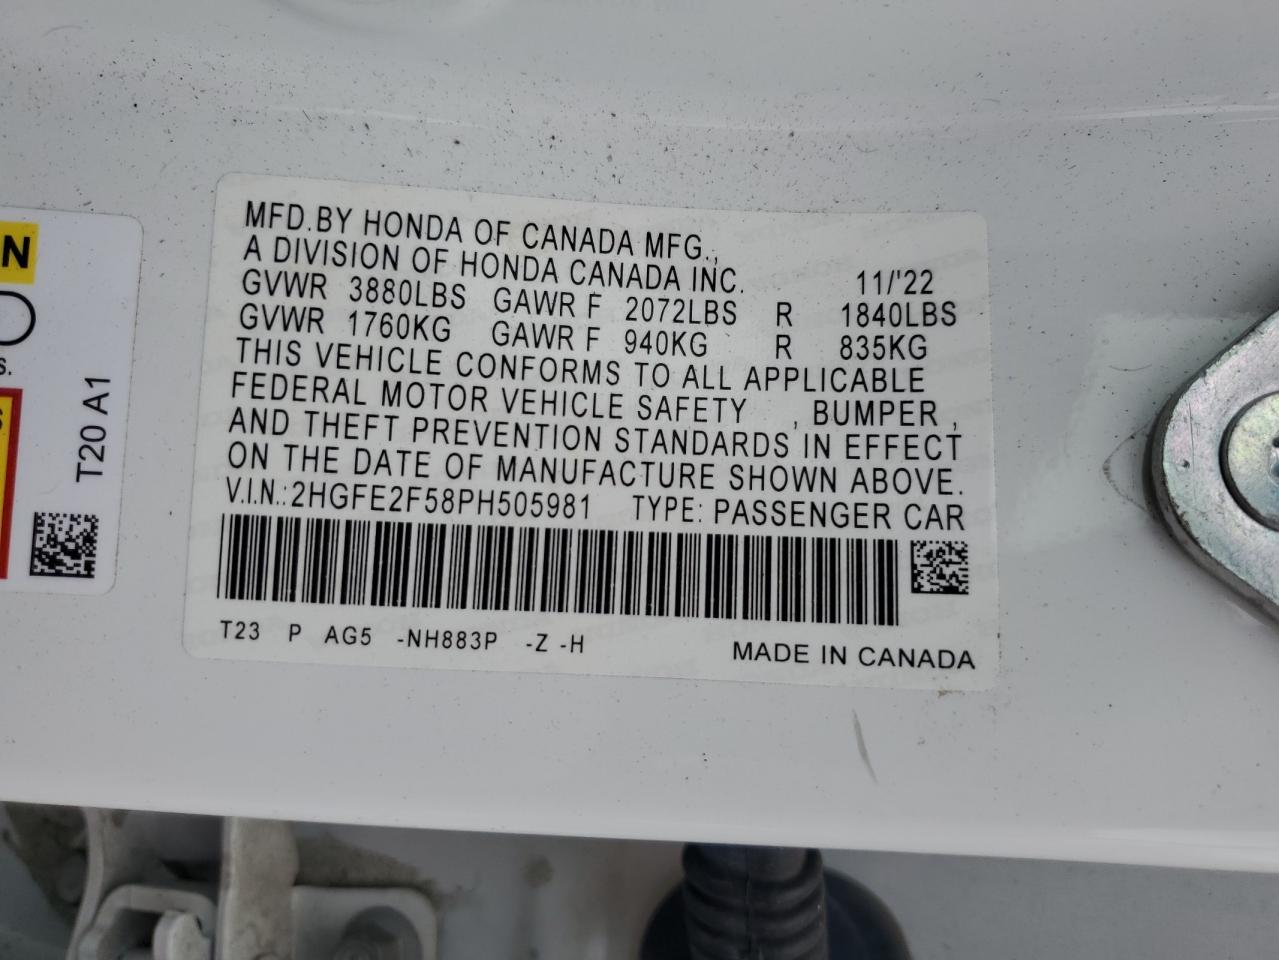 MFD.BY HONDA OF CANADA MFG.,
A DIVISION OF HONDA CANADA INC. 11/'22
GVWR 3880LBS GAWR F 2072LBS R 1840LBS
GVWR 1760KG GAWR F 940KG R 835KG
THIS VEHICLE CONFORMS TO ALL APPLICABLE
FEDERAL MOTOR VEHICLE SAFETY , BUMPER ,
AND THEFT PREVENTION STANDARDS IN EFFECT
ON THE DATE OF MANUFACTURE SHOWN ABOVE.
V.I.N.: 2HGFE2F58PH505981 TYPE: PASSENGER CAR
T23 P AG5 -NH883P -Z -H MADE IN CANADA
T20 A1